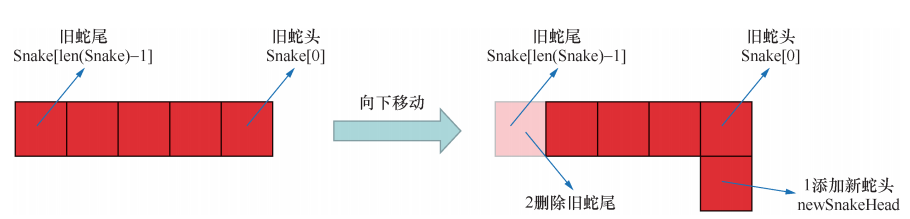 旧蛇尾
Snake[len(Snake)−1]
旧蛇头
Snake[0]
向下移动
旧蛇尾
Snake[len(Snake)−1]
旧蛇头
Snake[0]
2删除旧蛇尾
1添加新蛇头
newSnakeHead